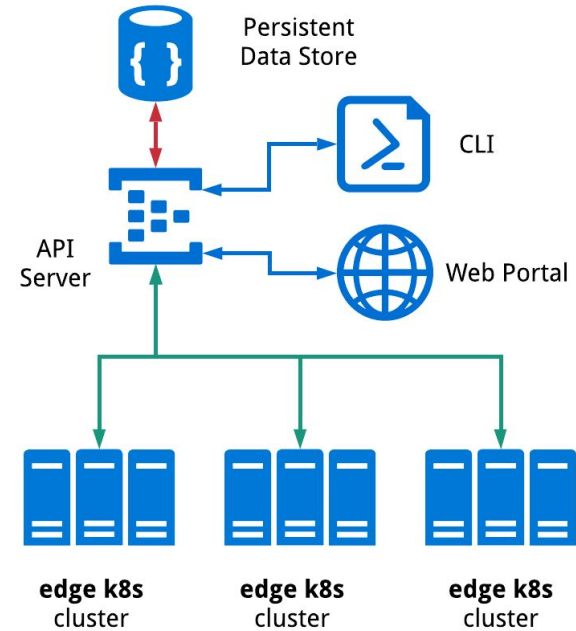 Persistent
Data Store
CLI
API
Server
Web Portal
edge k8s
cluster
edge k8s
cluster
edge k8s
cluster